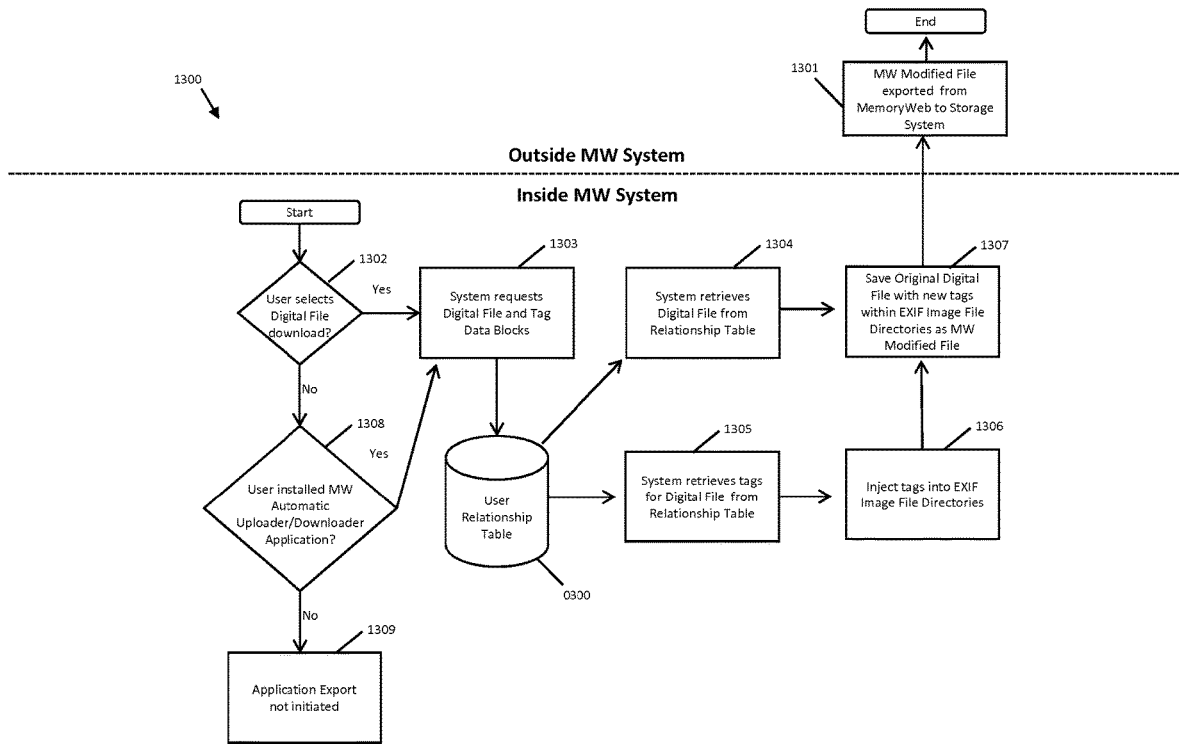 End
1301
MW Modified File
exported from
MemoryWeb to Storage
System
1300
Outside MW System
Inside MW System
Start
1302
User selects
Digital File
download?
Yes
No
1303
System requests
Digital File and Tag
Data Blocks
1304
System retrieves
Digital File from
Relationship Table
1307
Save Original Digital
File with new tags
within EXIF Image File
Directories as MW
Modified File
1308
User installed MW
Automatic
Uploader/Downloader
Application?
Yes
No
User
Relationship
Table
0300
1305
System retrieves tags
for Digital File from
Relationship Table
1306
Inject tags into EXIF
Image File Directories
1309
Application Export
not initiated